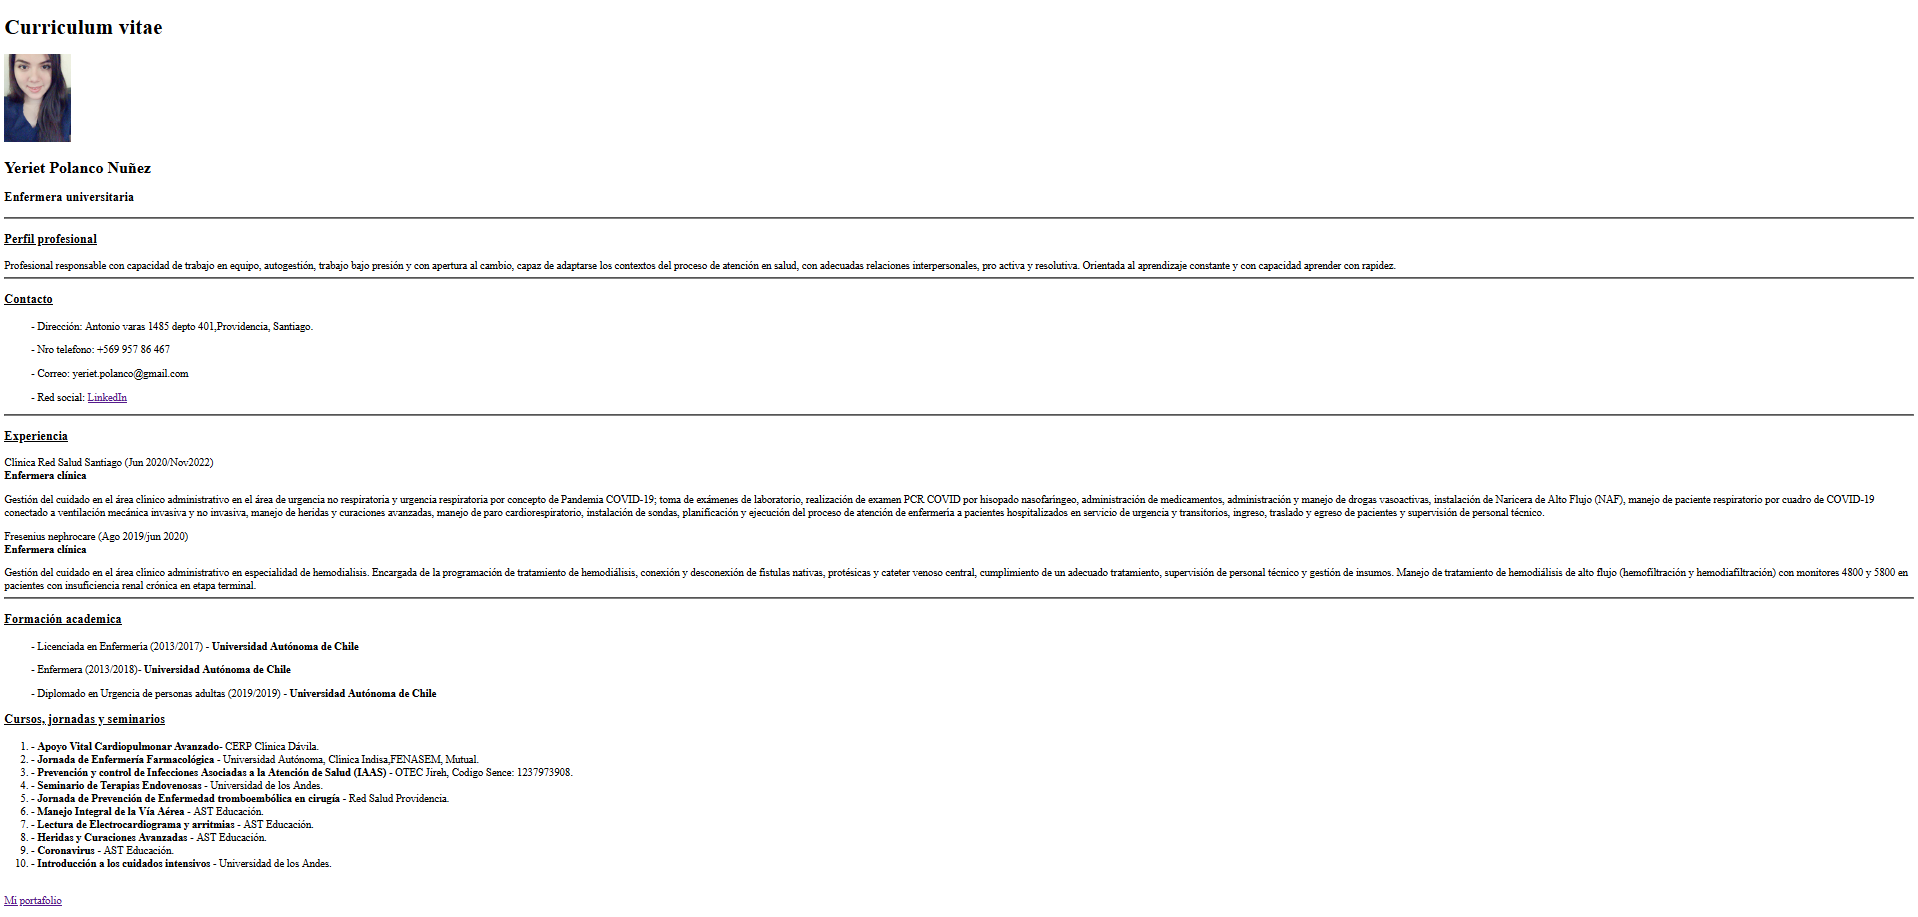 Curriculum vitae
Yeriet Polanco Nuñez
Enfermera universitaria
Perfil profesional
Profesional responsable con capacidad de trabajo en equipo, autogestión, trabajo bajo presión y con apertura al cambio, capaz de adaptarse los contextos del proceso de atención en salud, con adecuadas relaciones interpersonales, pro activa y resolutiva. Orientada al aprendizaje constante y con capacidad aprender con rapidez.
Contacto
- Dirección: Antonio varas 1485 depto 401,Providencia, Santiago.
- Nro telefono: +569 957 86 467
- Correo: yeriet.polanco@gmail.com
- Red social: LinkedIn
Experiencia
Clínica Red Salud Santiago (Jun 2020/Nov2022)
Enfermera clínica
Gestión del cuidado en el área clínico administrativo en el área de urgencia no respiratoria y urgencia respiratoria por concepto de Pandemia COVID-19; toma de exámenes de laboratorio, realización de examen PCR COVID por hisopado nasofaríngeo, administración de medicamentos, administración y manejo de drogas vasoactivas, instalación de Naricera de Alto Flujo (NAF), manejo de paciente respiratorio por cuadro de COVID-19
conectado a ventilación mecánica invasiva y no invasiva, manejo de heridas y curaciones avanzadas, manejo de paro cardiorespiratorio, instalación de sondas, planificación y ejecución del proceso de atención de enfermería a pacientes hospitalizados en servicio de urgencia y transitorios, ingreso, traslado y egreso de pacientes y supervisión de personal técnico.
Fresenius nephrocare (Ago 2019/jun 2020)
Enfermera clínica
Gestión del cuidado en el área clínico administrativo en especialidad de hemodialisis. Encargada de la programación de tratamiento de hemodiálisis, conexión y desconexión de fistulas nativas, protésicas y cateter venoso central, cumplimiento de un adecuado tratamiento, supervisión de personal técnico y gestión de insumos. Manejo de tratamiento de hemodiálisis de alto flujo (hemofiltración y hemodiafiltración) con monitores 4800 y 5800 en
pacientes con insuficiencia renal crónica en etapa terminal.
Formación academica
- Licenciada en Enfermería (2013/2017) - Universidad Autónoma de Chile
- Enfermera (2013/2018)- Universidad Autónoma de Chile
- Diplomado en Urgencia de personas adultas (2019/2019) - Universidad Autónoma de Chile
Cursos, jornadas y seminarios
1. - Apoyo Vital Cardiopulmonar Avanzado- CERP Clínica Dávila.
2. - Jornada de Enfermería Farmacológica - Universidad Autónoma, Clínica Indisa,FENASEM, Mutual.
3. - Prevención y control de Infecciones Asociadas a la Atención de Salud (IAAS) - OTEC Jireh, Codigo Sence: 1237973908.
4. - Seminario de Terapias Endovenosas - Universidad de los Andes.
5. - Jornada de Prevención de Enfermedad tromboembólica en cirugía - Red Salud Providencia.
6. - Manejo Integral de la Vía Aérea - AST Educación.
7. - Lectura de Electrocardiograma y arritmias - AST Educación.
8. - Heridas y Curaciones Avanzadas - AST Educación.
9. - Coronavirus - AST Educación.
10. - Introducción a los cuidados intensivos - Universidad de los Andes.
Mi portafolio